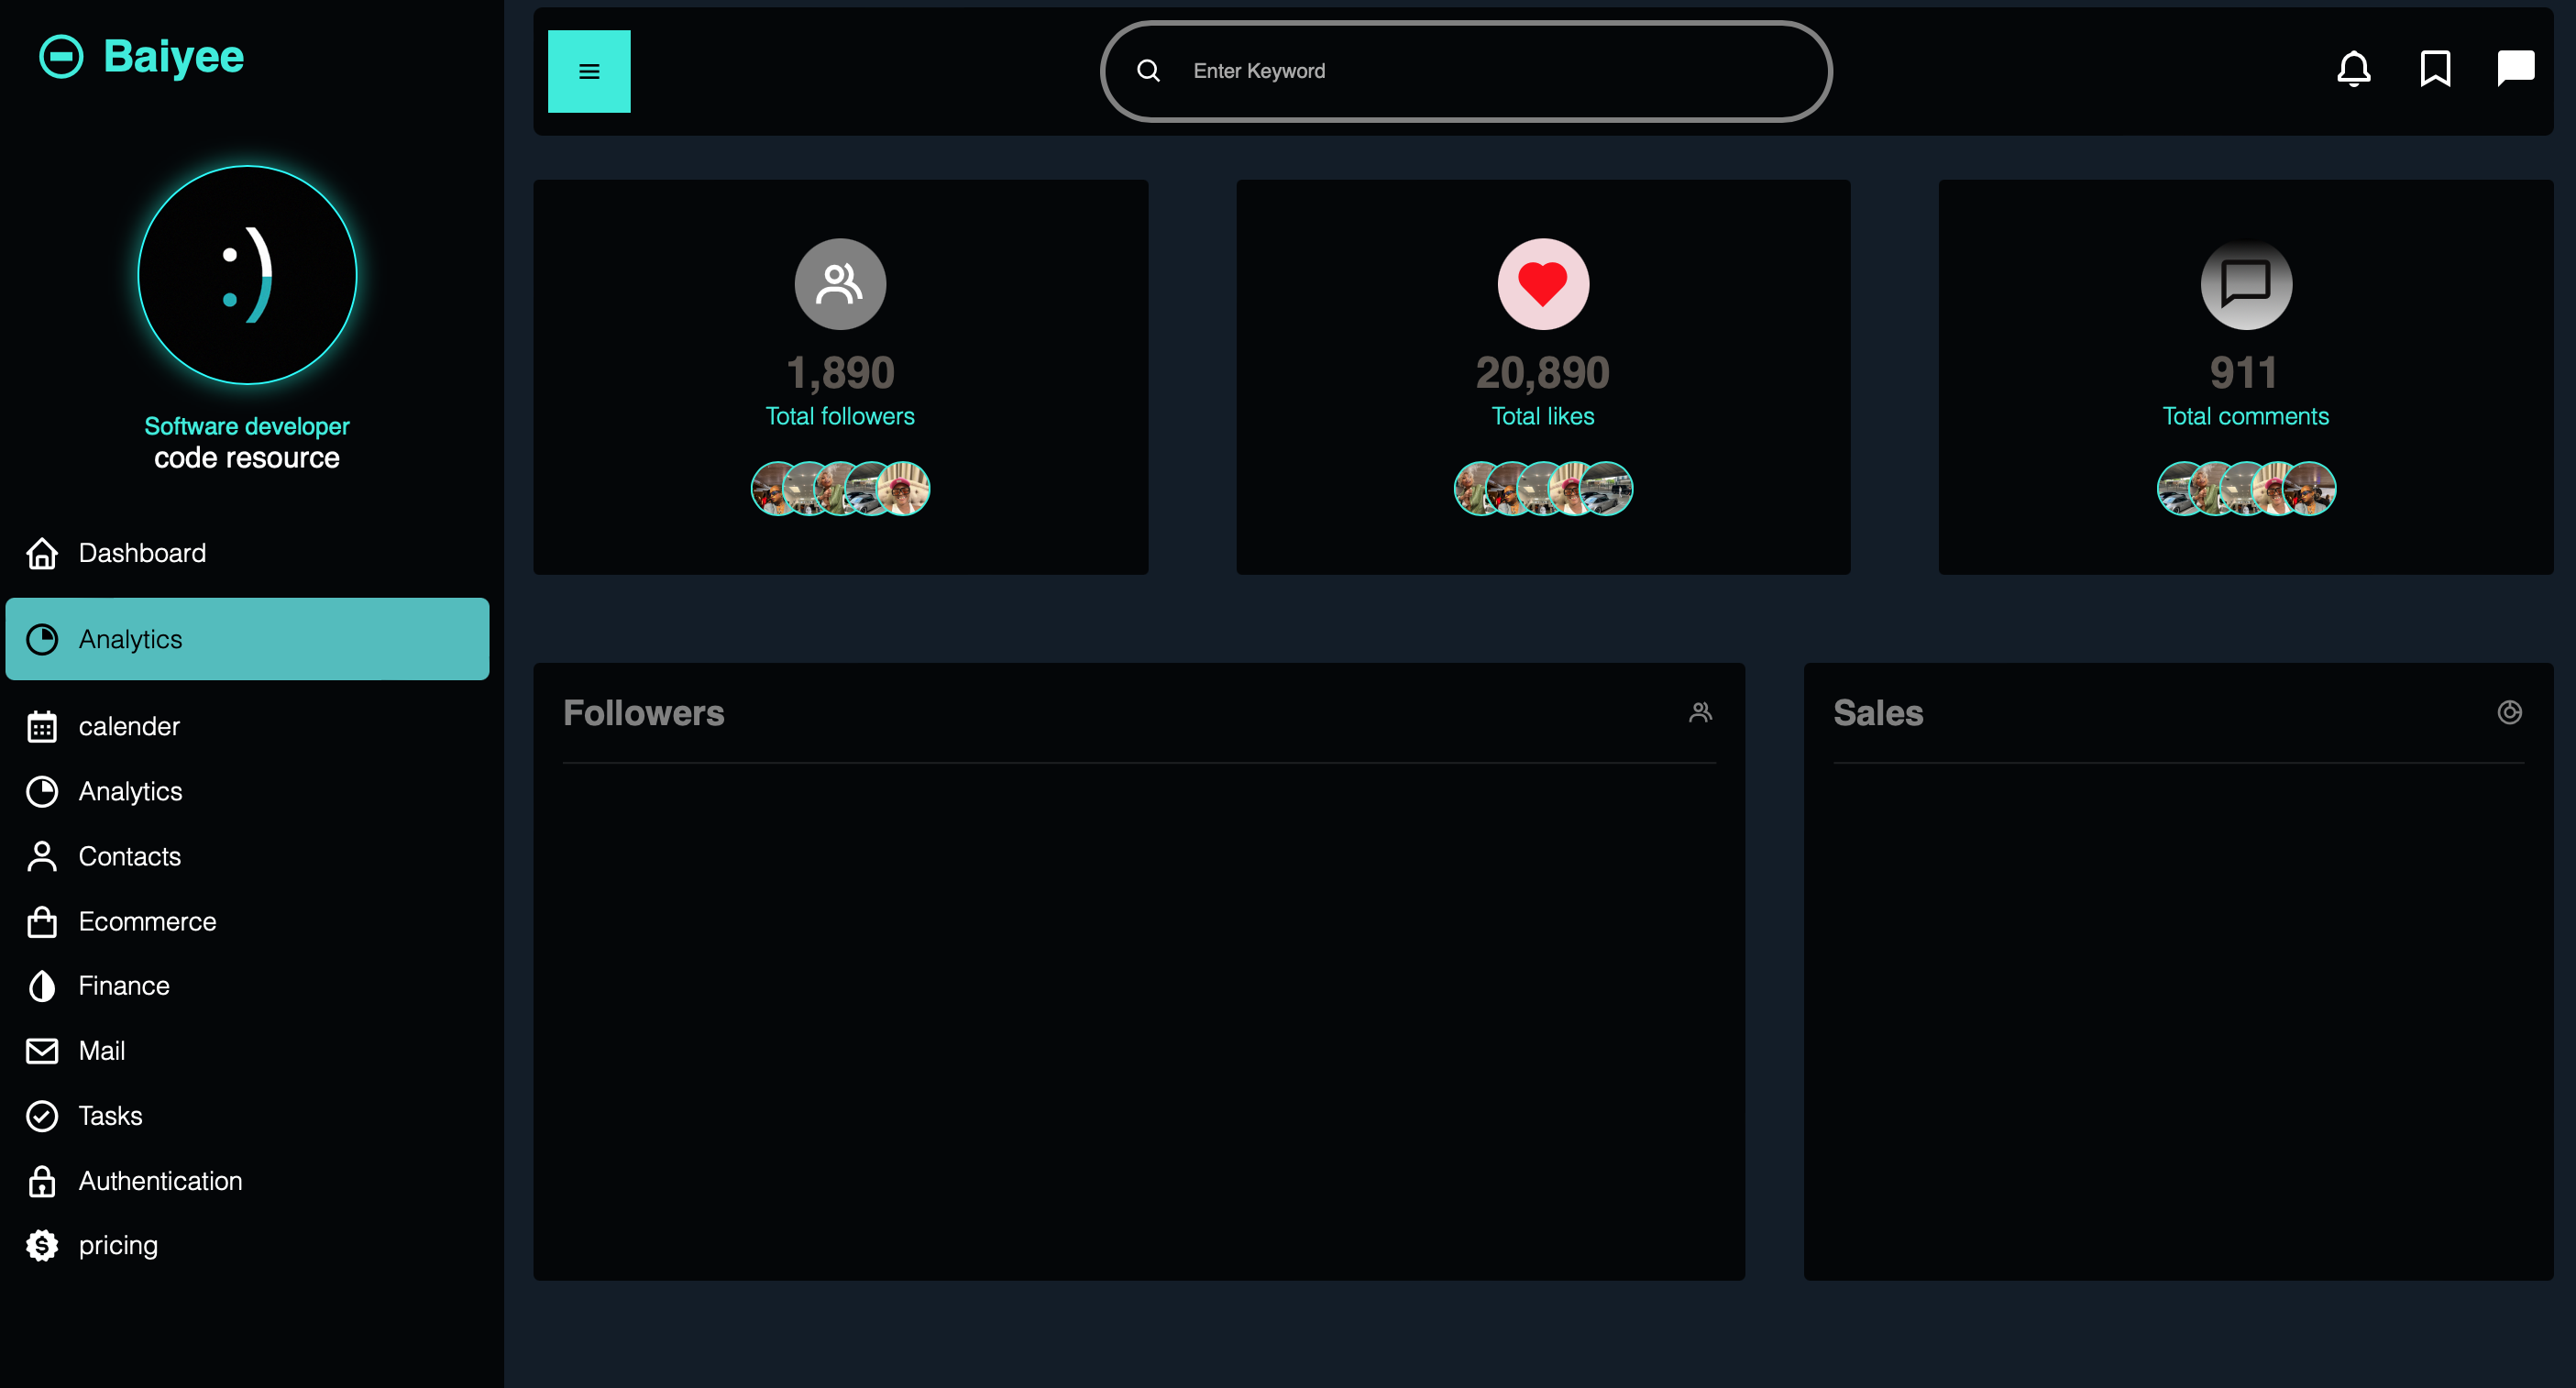 Baiyee
:)
Software developer
code resource
Dashboard
Analytics
calender
Analytics
Contacts
Ecommerce
Finance
Mail
Tasks
Authentication
pricing
Enter Keyword
1,890
Total followers
20,890
Total likes
911
Total comments
Followers
Sales